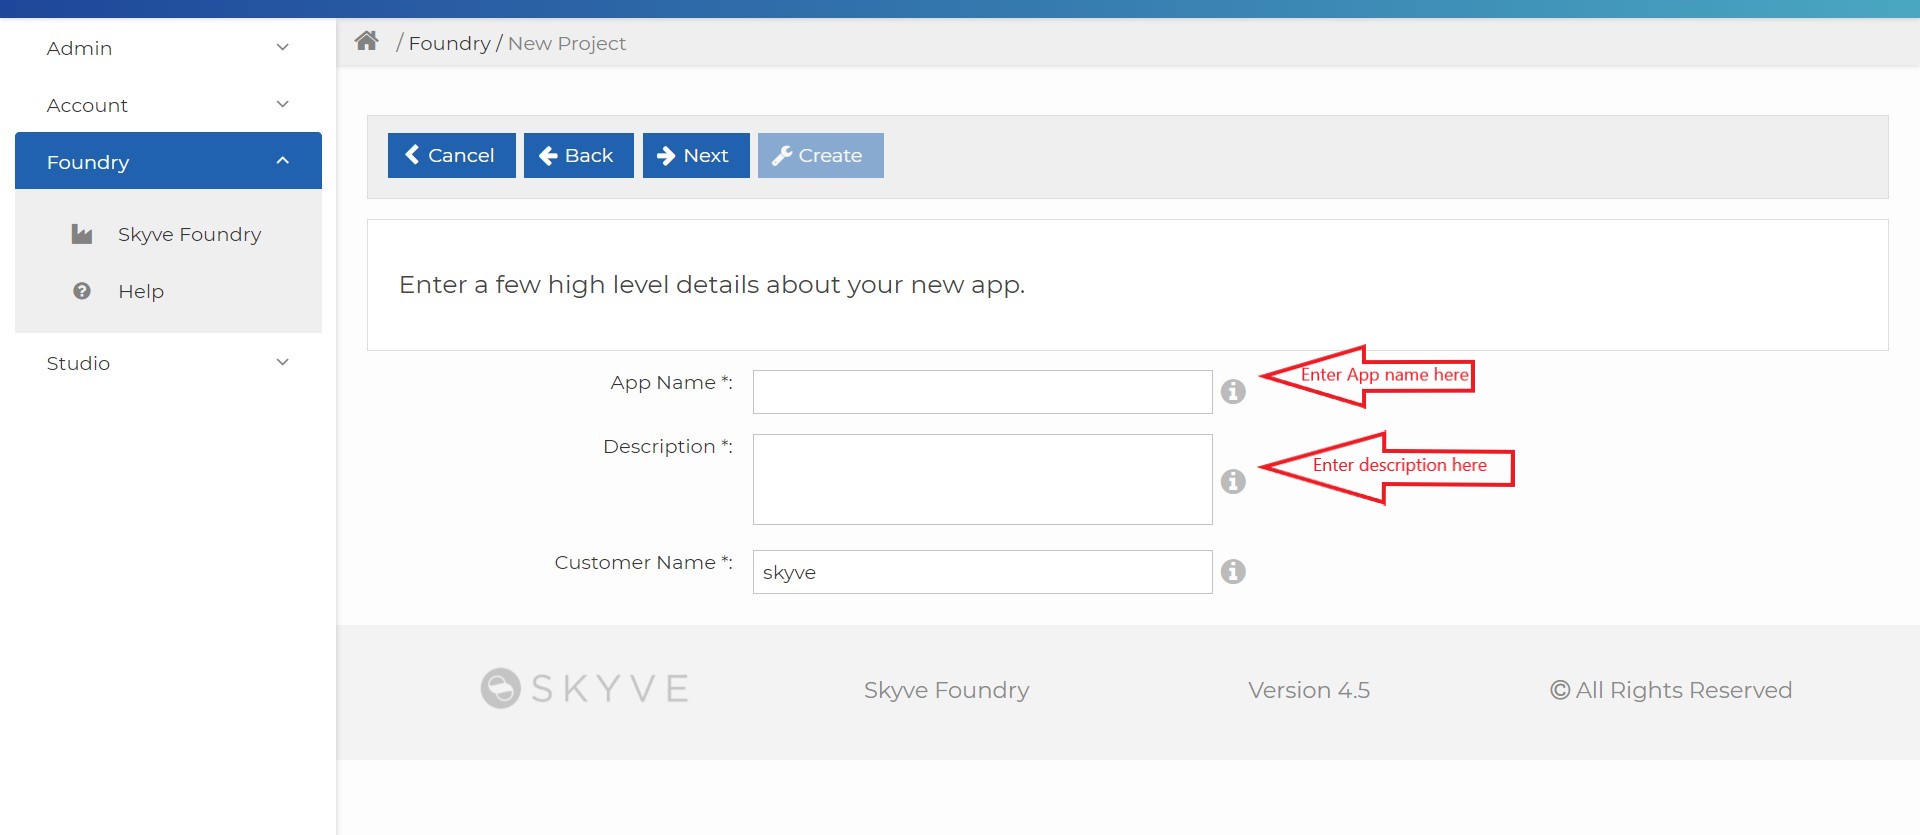 Admin
Account
Foundry
Skyve Foundry
Help
Studio
/ Foundry / New Project
Cancel Back Next Create
Enter a few high level details about your new app.
App Name *:
Enter App name here
Description *:
Enter description here
Customer Name *: skyve
SKYVE Skyve Foundry Version 4.5 © All Rights Reserved